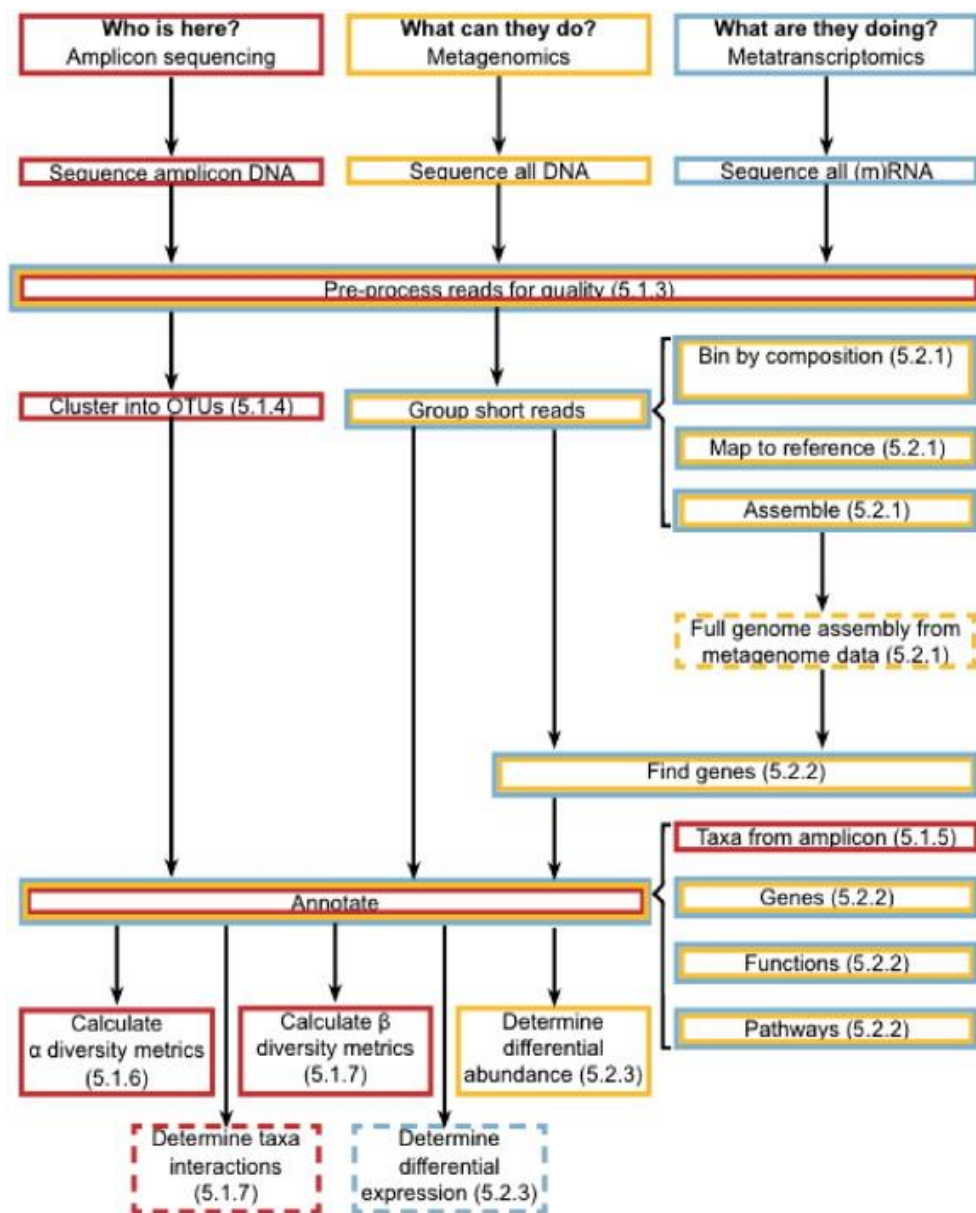 Who is here?
Amplicon sequencing
What can they do?
Metagenomics
What are they doing?
Metatranscriptomics
Sequence amplicon DNA
Sequence all DNA
Sequence all (m)RNA
Pre-process reads for quality (5.1.3)
Cluster into OTUs (5.1.4)
Group short reads
Bin by composition (5.2.1)
Map to reference (5.2.1)
Assemble (5.2.1)
Full genome assembly from
metagenome data (5.2.1)
Find genes (5.2.2)
Annotate
Taxa from amplicon (5.1.5)
Genes (5.2.2)
Functions (5.2.2)
Pathways (5.2.2)
Calculate
α diversity metrics
(5.1.6)
Calculate β
diversity metrics
(5.1.7)
Determine
differential
abundance (5.2.3)
Determine taxa
interactions
(5.1.7)
Determine
differential
expression (5.2.3)